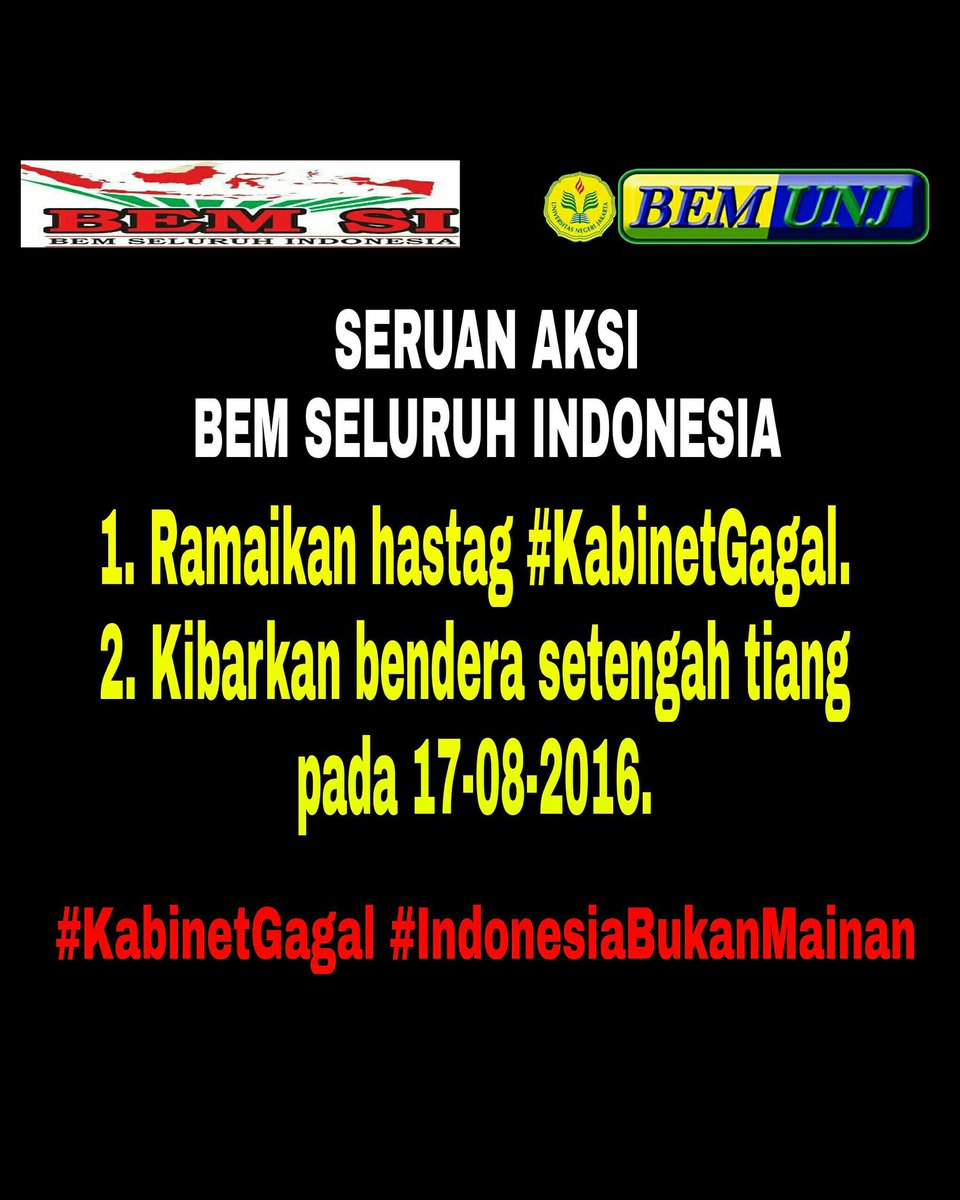 BEM SI
BEM SELURUH INDONESIA
UNIVERSITAS NEGERI JAKARTA
BEM UNJ
SERUAN AKSI
BEM SELURUH INDONESIA
1. Ramaikan hastag #KabinetGagal.
2. Kibarkan bendera setengah tiang
pada 17-08-2016.
#KabinetGagal #IndonesiaBukanMainan